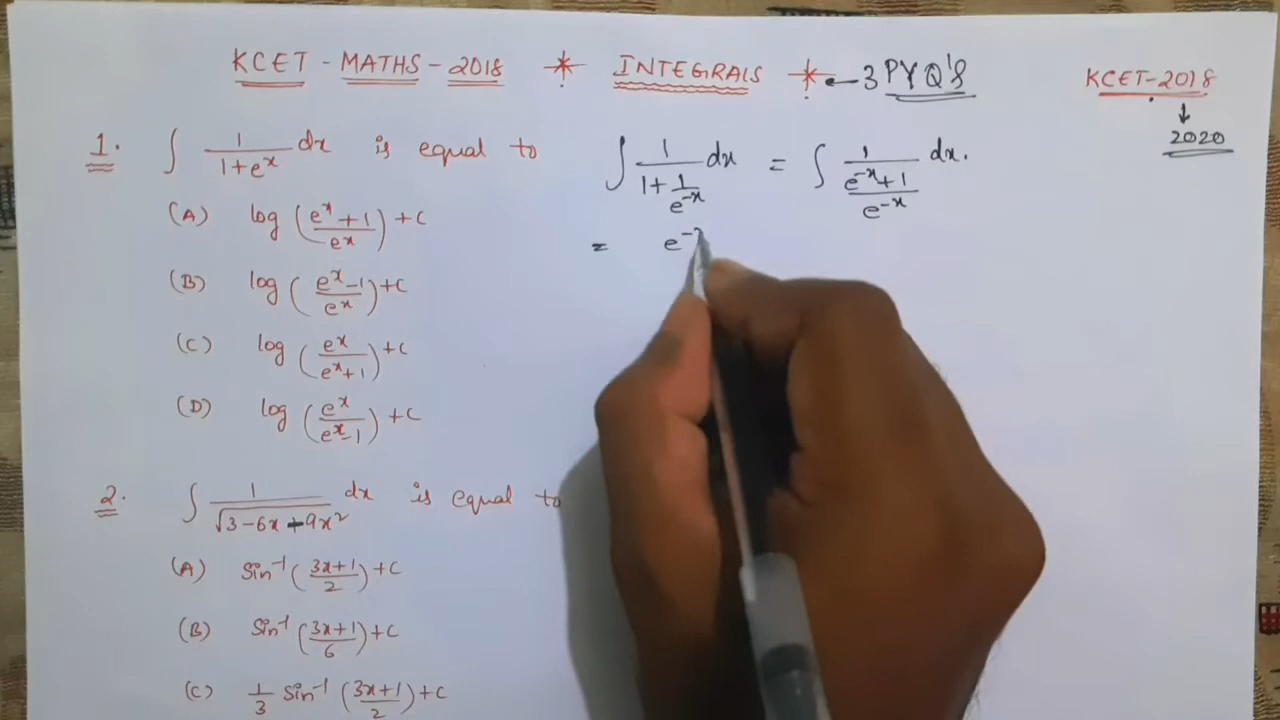 KCET - MATHS - 2018 * INTEGRALS * ← 3 PYQ'S
KCET-2018
↓
2020
1. ∫ 1/(1+e^x) dx is equal to
(A) log ((e^x+1)/e^x) + C
(B) log ((e^x-1)/e^x) + C
(C) log (e^x/(e^x+1)) + C
(D) log (e^x/(e^x-1)) + C
∫ 1/(1+1/e^-x) dx = ∫ 1/((e^-x+1)/e^-x) dx.
= e^-
2. ∫ 1/√(3-6x-9x²) dx is equal to
(A) Sin^-1 ((3x+1)/2) + C
(B) Sin^-1 ((3x+1)/6) + C
(C) 1/3 Sin^-1 ((3x+1)/2) + C